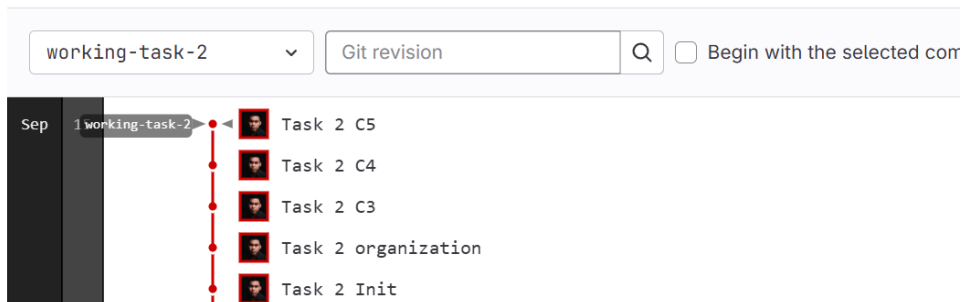 working-task-2
Git revision
Begin with the selected com
Sep
working-task-2
Task 2 C5
Task 2 C4
Task 2 C3
Task 2 organization
Task 2 Init